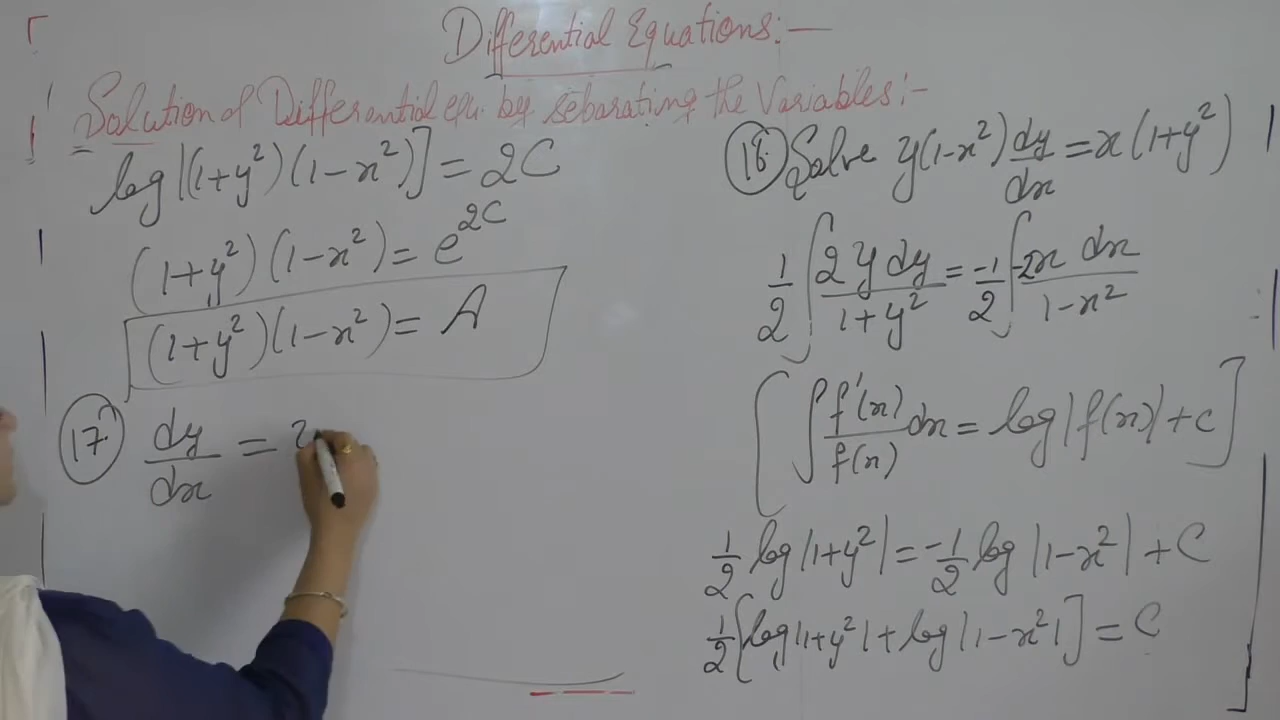 Differential Equations:—
Solution of Differential equ. by separating the Variables:-
log|(1+y²)(1-x²)] = 2C
(1+y²)(1-x²) = e^2C
(1+y²)(1-x²) = A
17. dy/dx =
16. Solve y(1-x²) dy/dx = x(1+y²)
1/2 ∫ 2y dy/1+y² = -1/2 ∫ -2x dx/1-x²
[∫ f'(x)/f(x) dx = log|f(x)| + c]
1/2 log|1+y²| = -1/2 log|1-x²| + C
1/2 [log|1+y²| + log|1-x²|] = C